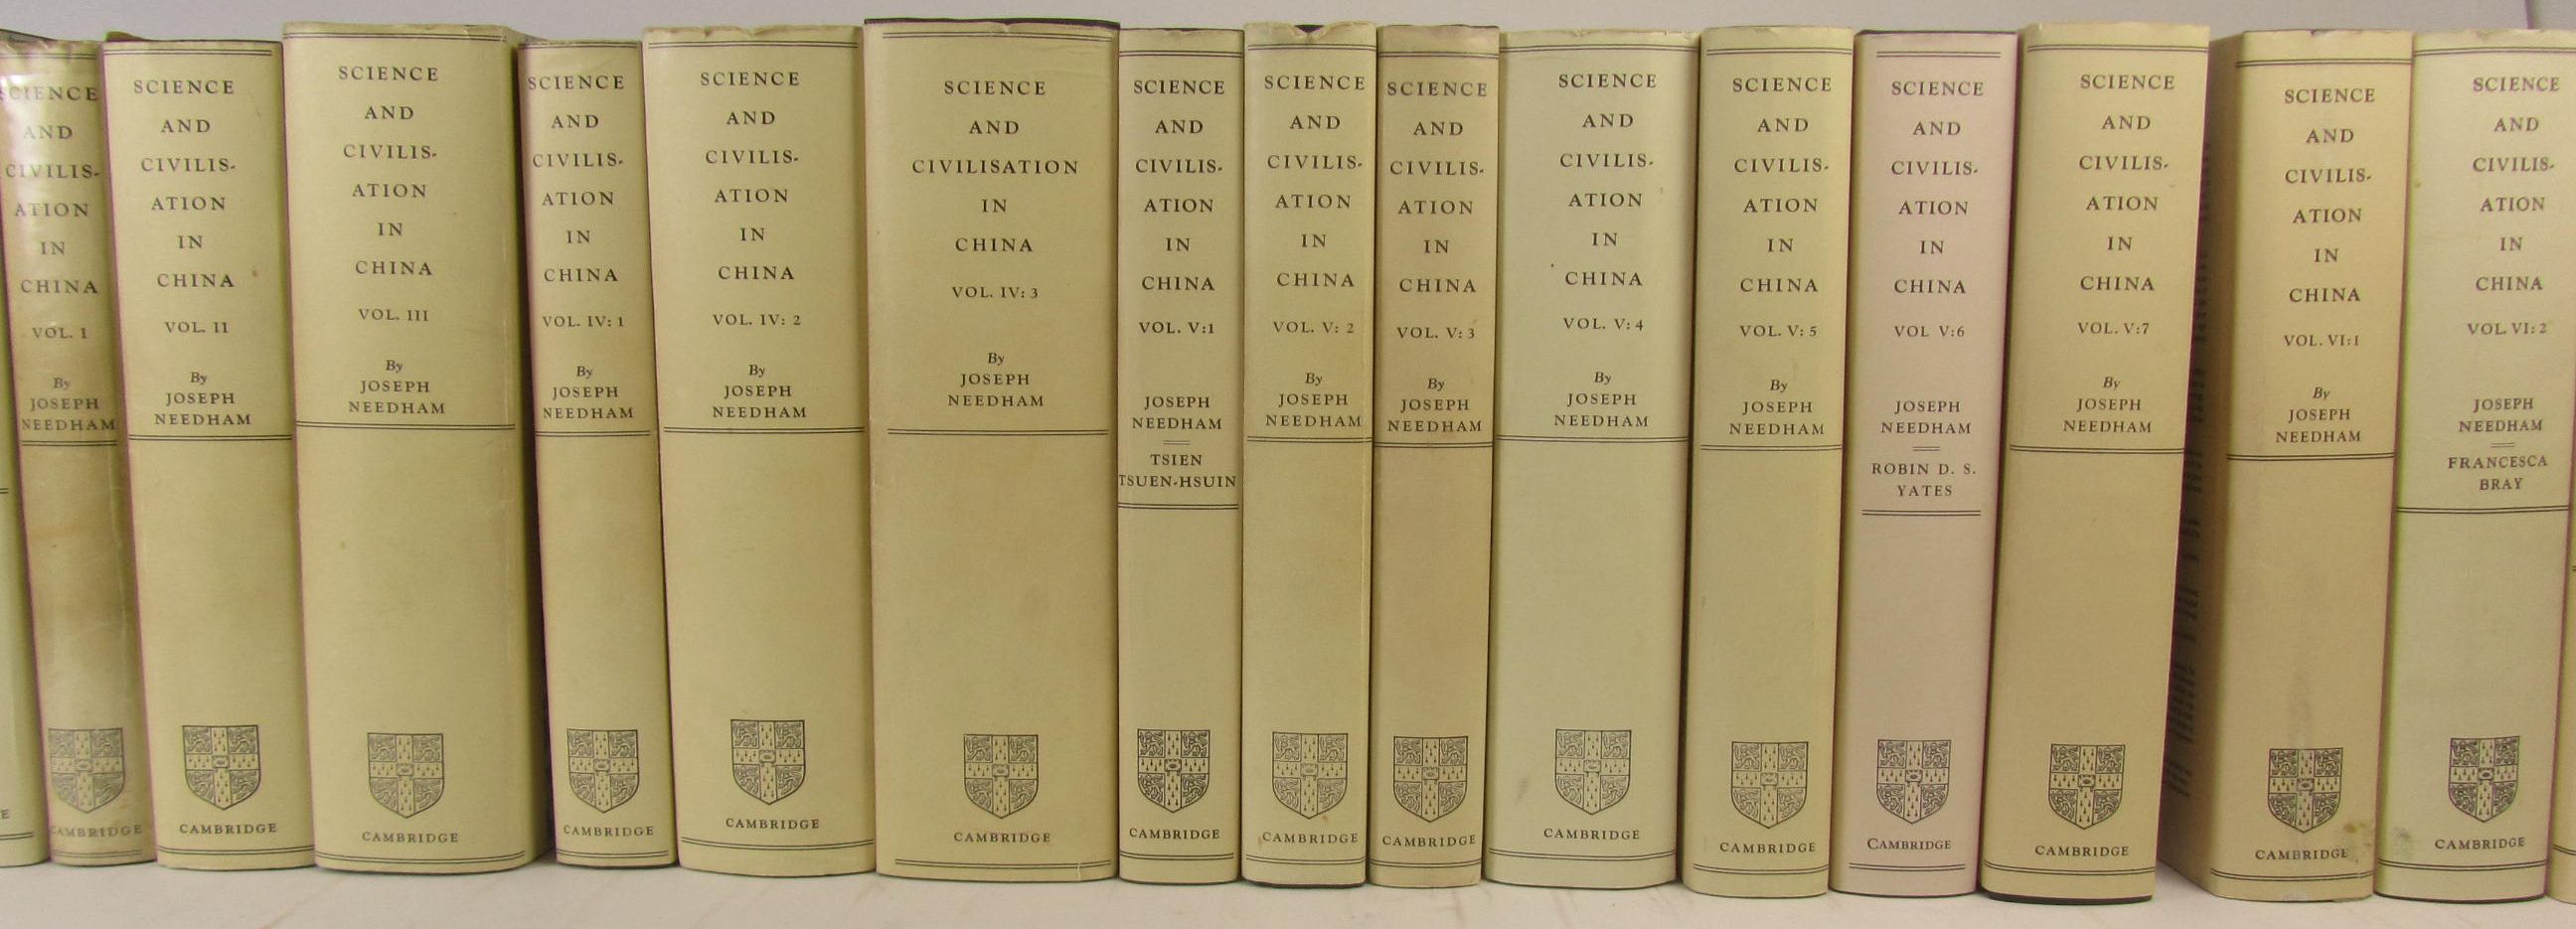 SCIENCE
AND
CIVILIS-
ATION
IN
CHINA
VOL. I
By
JOSEPH
NEEDHAM
CAMBRIDGE
SCIENCE
AND
CIVILIS-
ATION
IN
CHINA
VOL. II
By
JOSEPH
NEEDHAM
CAMBRIDGE
SCIENCE
AND
CIVILIS-
ATION
IN
CHINA
VOL. III
By
JOSEPH
NEEDHAM
CAMBRIDGE
SCIENCE
AND
CIVILIS-
ATION
IN
CHINA
VOL. IV: 1
By
JOSEPH
NEEDHAM
CAMBRIDGE
SCIENCE
AND
CIVILIS-
ATION
IN
CHINA
VOL. IV: 2
By
JOSEPH
NEEDHAM
CAMBRIDGE
SCIENCE
AND
CIVILISATION
IN
CHINA
VOL. IV: 3
By
JOSEPH
NEEDHAM
CAMBRIDGE
SCIENCE
AND
CIVILIS-
ATION
IN
CHINA
VOL. V:1
JOSEPH
NEEDHAM
TSIEN
TSUEN-HSUIN
CAMBRIDGE
SCIENCE
AND
CIVILIS-
ATION
IN
CHINA
VOL. V: 2
By
JOSEPH
NEEDHAM
CAMBRIDGE
SCIENCE
AND
CIVILIS-
ATION
IN
CHINA
VOL. V: 3
By
JOSEPH
NEEDHAM
CAMBRIDGE
SCIENCE
AND
CIVILIS-
ATION
IN
CHINA
VOL. V: 4
By
JOSEPH
NEEDHAM
CAMBRIDGE
SCIENCE
AND
CIVILIS-
ATION
IN
CHINA
VOL. V: 5
By
JOSEPH
NEEDHAM
CAMBRIDGE
SCIENCE
AND
CIVILIS-
ATION
IN
CHINA
VOL V:6
JOSEPH
NEEDHAM
ROBIN D. S.
YATES
CAMBRIDGE
SCIENCE
AND
CIVILIS-
ATION
IN
CHINA
VOL. V:7
By
JOSEPH
NEEDHAM
CAMBRIDGE
SCIENCE
AND
CIVILIS-
ATION
IN
CHINA
VOL. VI:1
By
JOSEPH
NEEDHAM
CAMBRIDGE
SCIENCE
AND
CIVILIS-
ATION
IN
CHINA
VOL. VI: 2
JOSEPH
NEEDHAM
FRANCESCA
BRAY
CAMBRIDGE